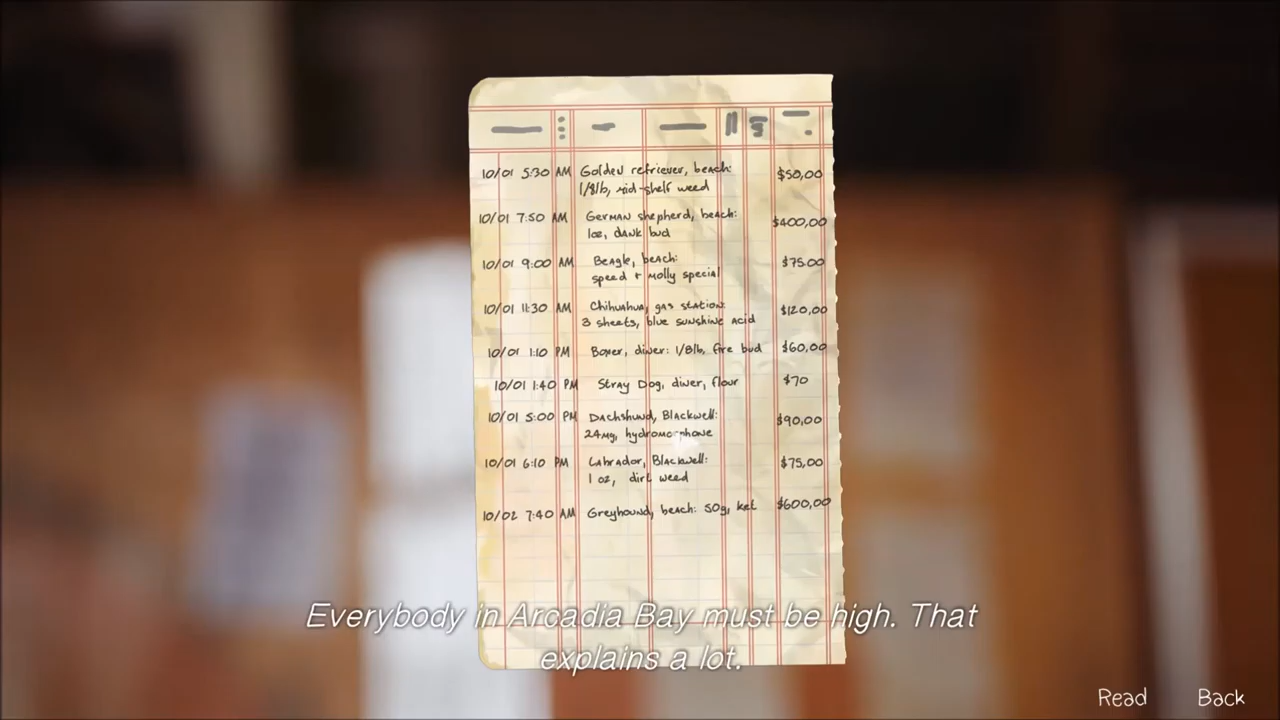 10/01 5:30 AM Golden retriever, beach: $50,00
1/8lb, mid-shelf weed
10/01 7:50 AM German shepherd, beach: $400,00
1oz, dank bud
10/01 9:00 AM Beagle, beach: $75.00
speed + molly special
10/01 11:30 AM Chihuahua, gas station: $120,00
3 sheets, blue sunshine acid
10/01 1:10 PM Boxer, diner: 1/8lb, fire bud $60,00
10/01 1:40 PM Stray Dog, diner, flour $70
10/01 5:00 PM Dachshund, Blackwell: $90,00
24mg, hydromorphone
10/01 6:10 PM Labrador, Blackwell: $75,00
1 oz, dirt weed
10/02 7:40 AM Greyhound, beach: 50g, ket $600,00
Everybody in Arcadia Bay must be high. That
explains a lot.
Read Back